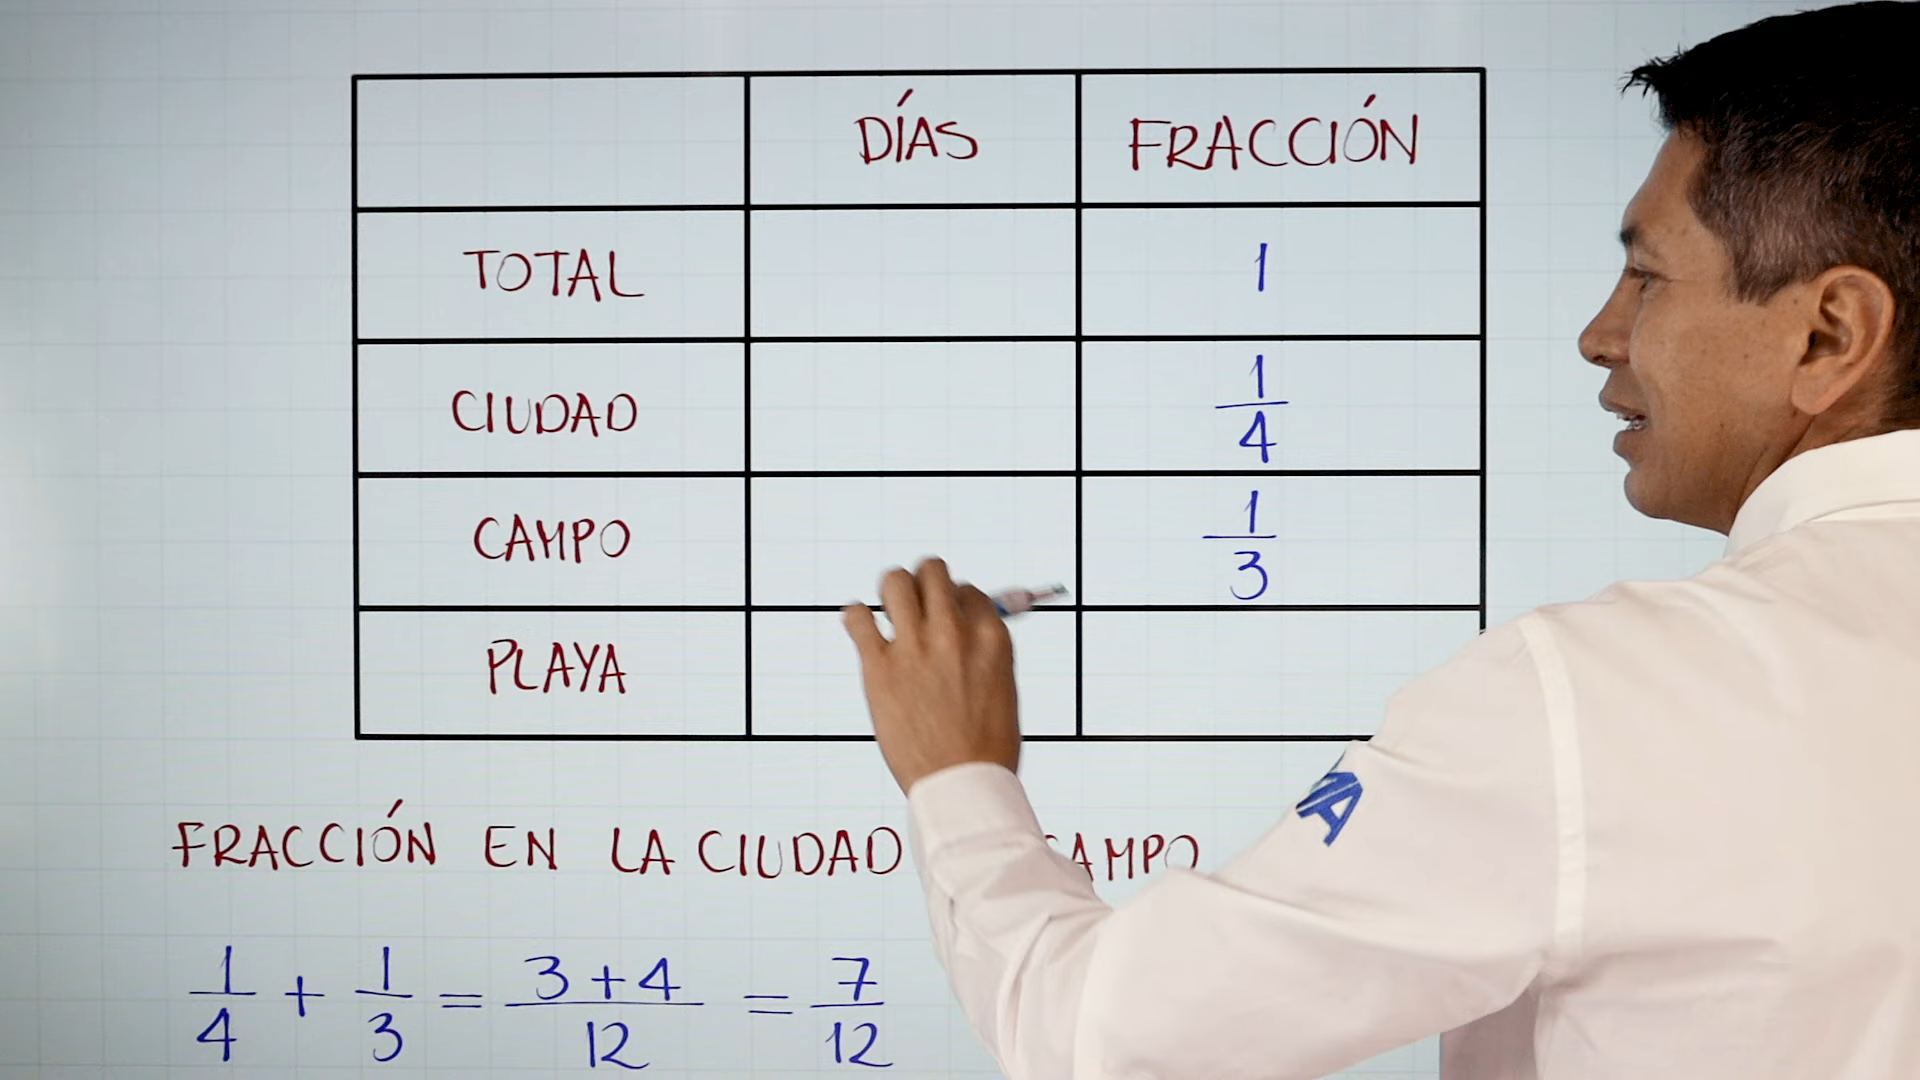 DÍAS FRACCIÓN
TOTAL 1
CIUDAD 1/4
CAMPO 1/3
PLAYA
FRACCIÓN EN LA CIUDAD
1/4 + 1/3 = 3+4/12 = 7/12